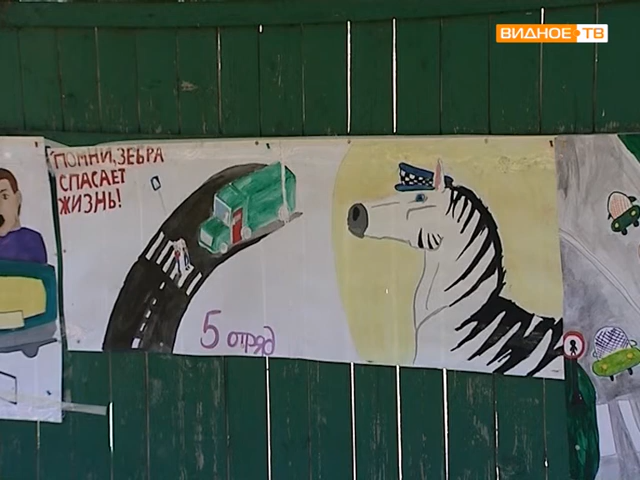 ВИДНОЕ ТВ
ПОМНИ, ЗЕБРА
СПАСАЕТ
ЖИЗНЬ!
5 отряд